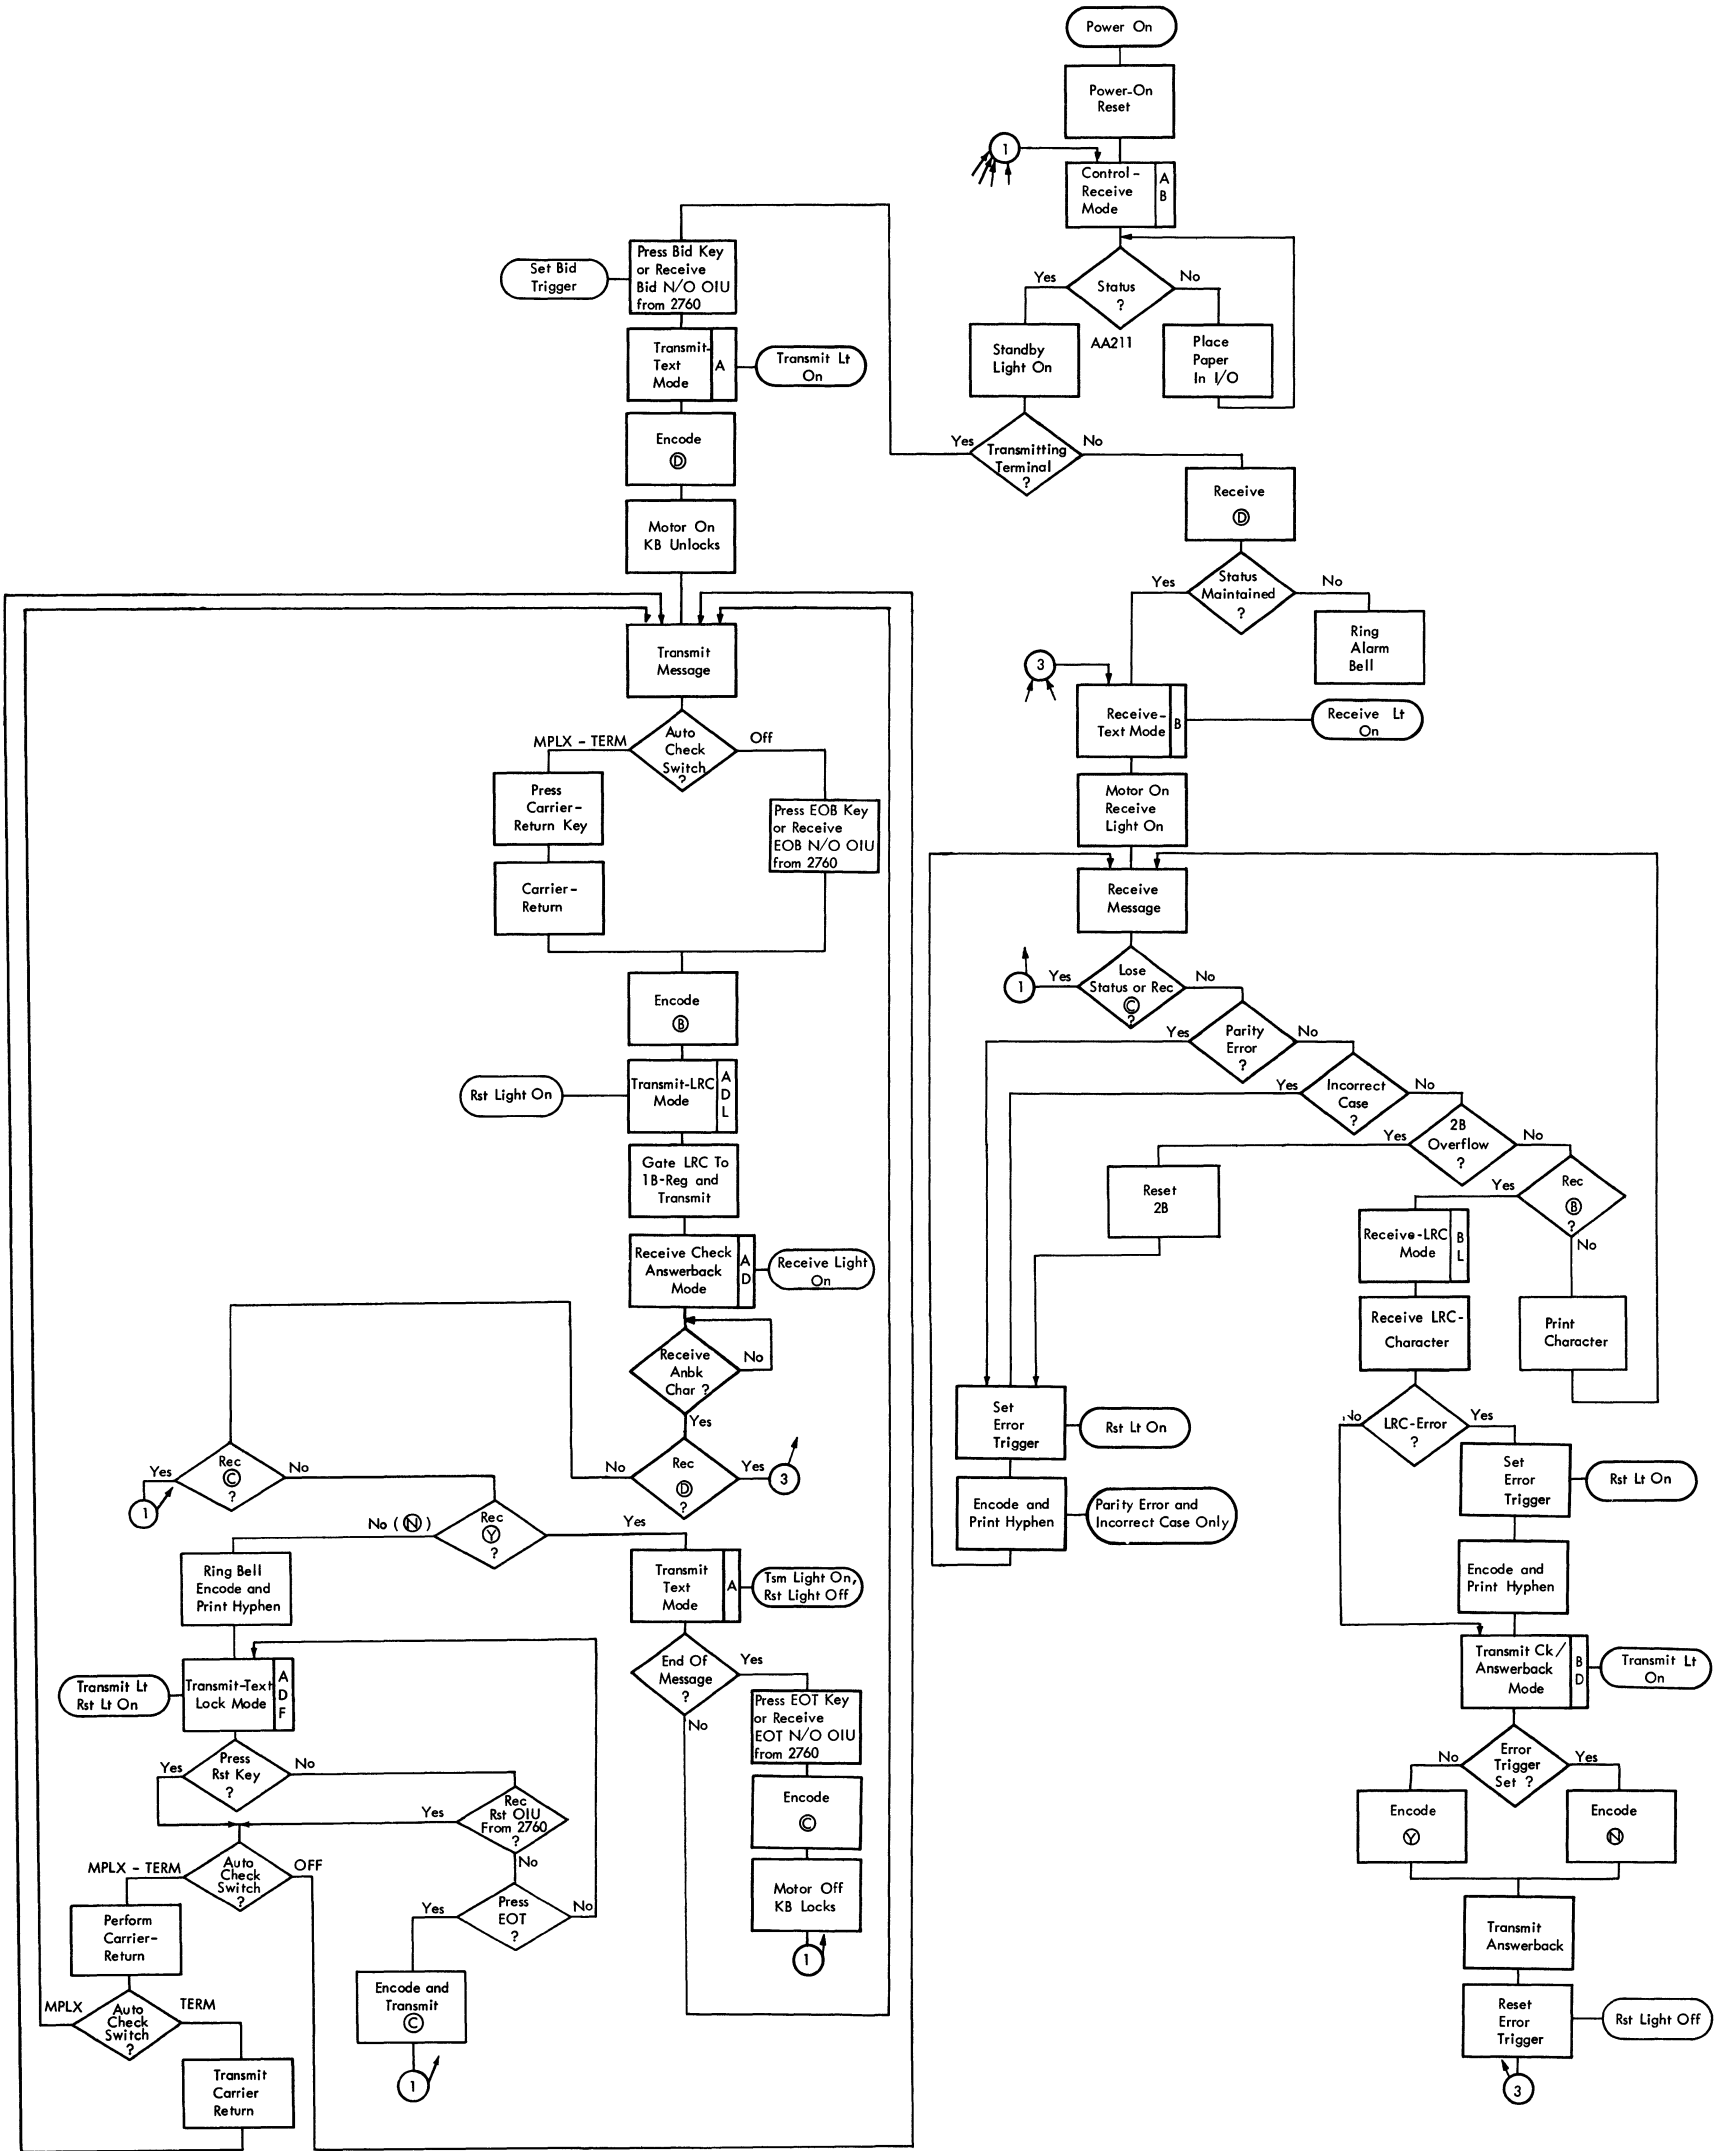 Power On
Power-On
Reset
1
Control-
Receive
Mode
A
B
Status
?
Yes
No
AA211
Standby
Light On
Place
Paper
In I/O
Transmitting
Terminal
?
Yes
No
Set Bid
Trigger
Press Bid Key
or Receive
Bid N/O OIU
from 2760
Transmit-
Text
Mode
A
Transmit Lt
On
Encode
Ⓓ
Motor On
KB Unlocks
Transmit
Message
Auto
Check
Switch
?
MPLX - TERM
Off
Press
Carrier-
Return Key
Carrier-
Return
Press EOB Key
or Receive
EOB N/O OIU
from 2760
Encode
Ⓑ
Rst Light On
Transmit-LRC
Mode
A
D
L
Gate LRC To
1B-Reg and
Transmit
Receive Check
Answerback
Mode
A
D
Receive Light
On
Receive
Anbk
Char ?
No
Yes
Rec
Ⓓ
?
No
Yes
3
Rec
Ⓒ
?
Yes
No
1
Rec
Ⓨ
?
No (Ⓝ)
Yes
Ring Bell
Encode and
Print Hyphen
Transmit Lt
Rst Lt On
Transmit-Text
Lock Mode
A
D
F
Press
Rst Key
?
Yes
No
Rec
Rst OIU
From 2760
?
Yes
No
Auto
Check
Switch
?
MPLX - TERM
OFF
Press
EOT
?
Yes
No
Perform
Carrier-
Return
Auto
Check
Switch
?
MPLX
TERM
Transmit
Carrier
Return
Encode and
Transmit
Ⓒ
1
Transmit
Text
Mode
A
Tsm Light On,
Rst Light Off
End Of
Message
?
Yes
No
Press EOT Key
or Receive
EOT N/O OIU
from 2760
Encode
Ⓒ
Motor Off
KB Locks
1
Receive
Ⓓ
Status
Maintained
?
Yes
No
Ring
Alarm
Bell
3
Receive-
Text Mode
B
Receive Lt
On
Motor On
Receive
Light On
Receive
Message
Lose
Status or Rec
Ⓒ
?
Yes
No
1
Parity
Error
?
Yes
No
Incorrect
Case
?
Yes
No
2B
Overflow
?
Yes
No
Reset
2B
Rec
Ⓑ
?
Yes
No
Receive-LRC
Mode
B
L
Receive LRC-
Character
Print
Character
Set
Error
Trigger
Rst Lt On
Encode and
Print Hyphen
Parity Error and
Incorrect Case Only
LRC-Error
?
No
Yes
Set
Error
Trigger
Rst Lt On
Encode and
Print Hyphen
Transmit Ck/
Answerback
Mode
B
D
Transmit Lt
On
Error
Trigger
Set ?
No
Yes
Encode
Ⓨ
Encode
Ⓝ
Transmit
Answerback
Reset
Error
Trigger
Rst Light Off
3